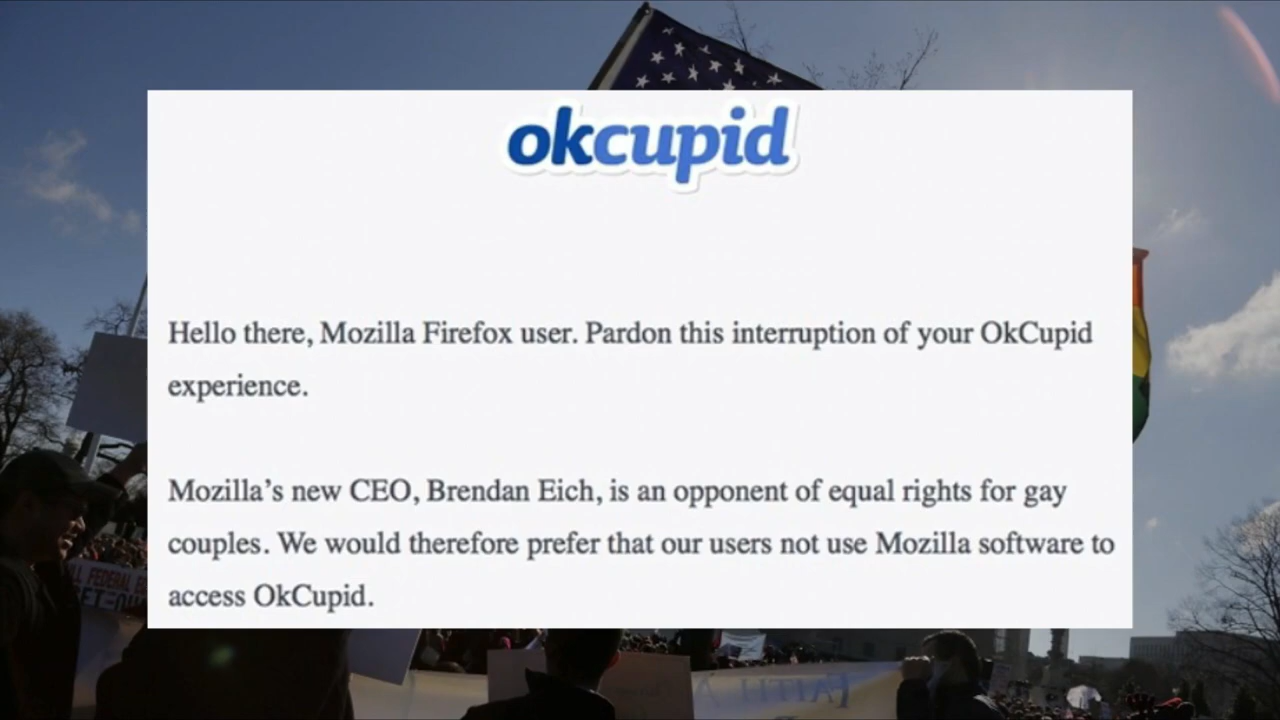 okcupid
Hello there, Mozilla Firefox user. Pardon this interruption of your OkCupid
experience.
Mozilla’s new CEO, Brendan Eich, is an opponent of equal rights for gay
couples. We would therefore prefer that our users not use Mozilla software to
access OkCupid.
FAITH